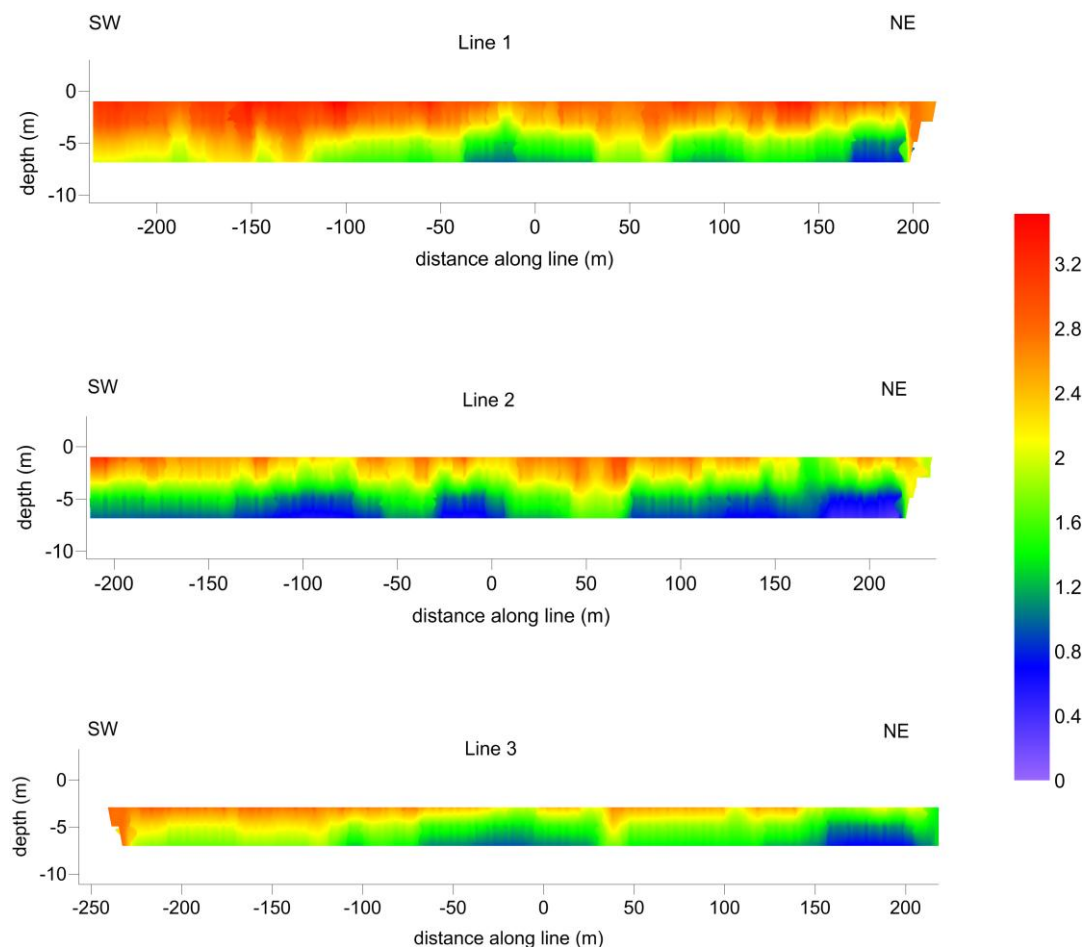 SW NE
Line 1
0
-5
-10
depth (m)
-200 -150 -100 -50 0 50 100 150 200
distance along line (m)
SW NE
Line 2
0
-5
-10
depth (m)
-200 -150 -100 -50 0 50 100 150 200
distance along line (m)
SW NE
Line 3
0
-5
-10
depth (m)
-250 -200 -150 -100 -50 0 50 100 150 200
distance along line (m)
3.2
2.8
2.4
2
1.6
1.2
0.8
0.4
0